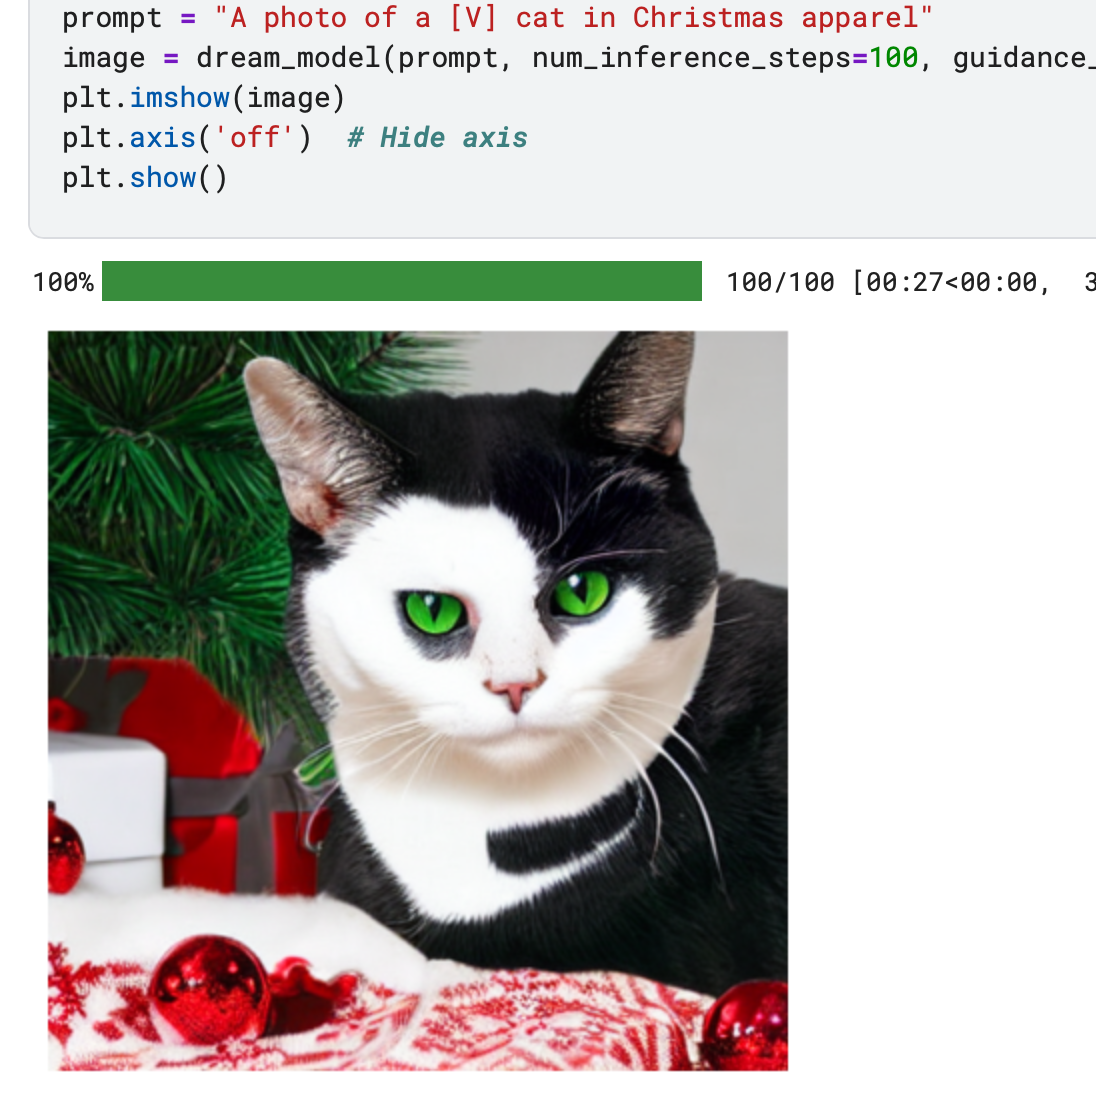 prompt = "A photo of a [V] cat in Christmas apparel"
image = dream_model(prompt, num_inference_steps=100, guidance_
plt.imshow(image)
plt.axis('off')  # Hide axis
plt.show()
100% 100/100 [00:27<00:00, 3